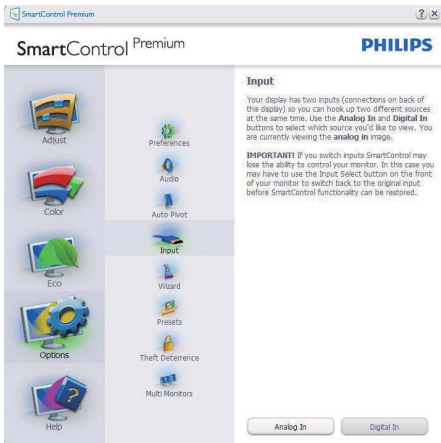 SmartControl Premium
? X
SmartControl Premium
PHILIPS
Adjust
Color
Eco
Options
Help
Preferences
Audio
Auto Pivot
Input
Wizard
Presets
Theft Deterrence
Multi Monitors
Input
Your display has two inputs (connections on back of
this display) so you can hook up two different sources
at the same time. Use the Analog In and Digital In
buttons to select which source you'd like to view. You
are currently viewing the analog in image.
IMPORTANT! If you switch inputs SmartControl may
lose the ability to control your monitor. In this case you
may have to use the Input Select button on the front
of your monitor to switch back to the original input
before SmartControl functionality can be restored.
Analog In
Digital In